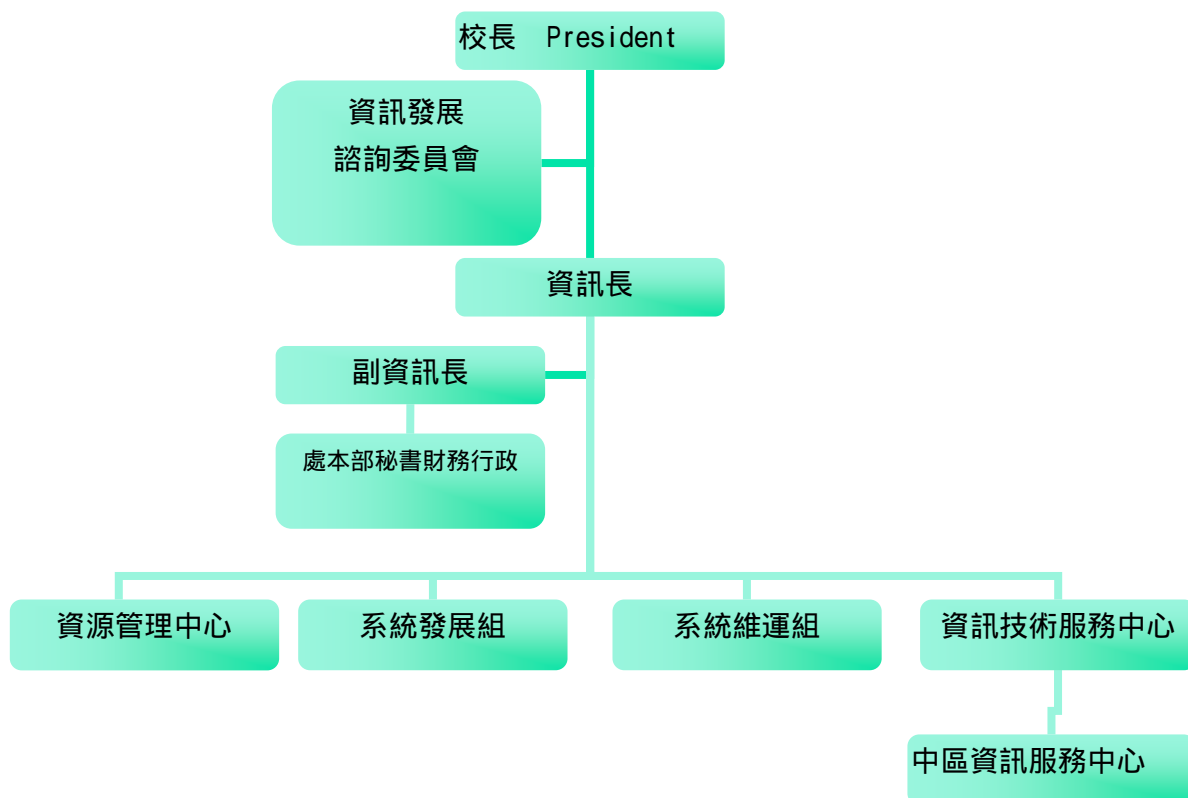 校長 President
資訊發展
諮詢委員會
資訊長
副資訊長
處本部秘書財務行政
資源管理中心
系統發展組
系統維運組
資訊技術服務中心
中區資訊服務中心